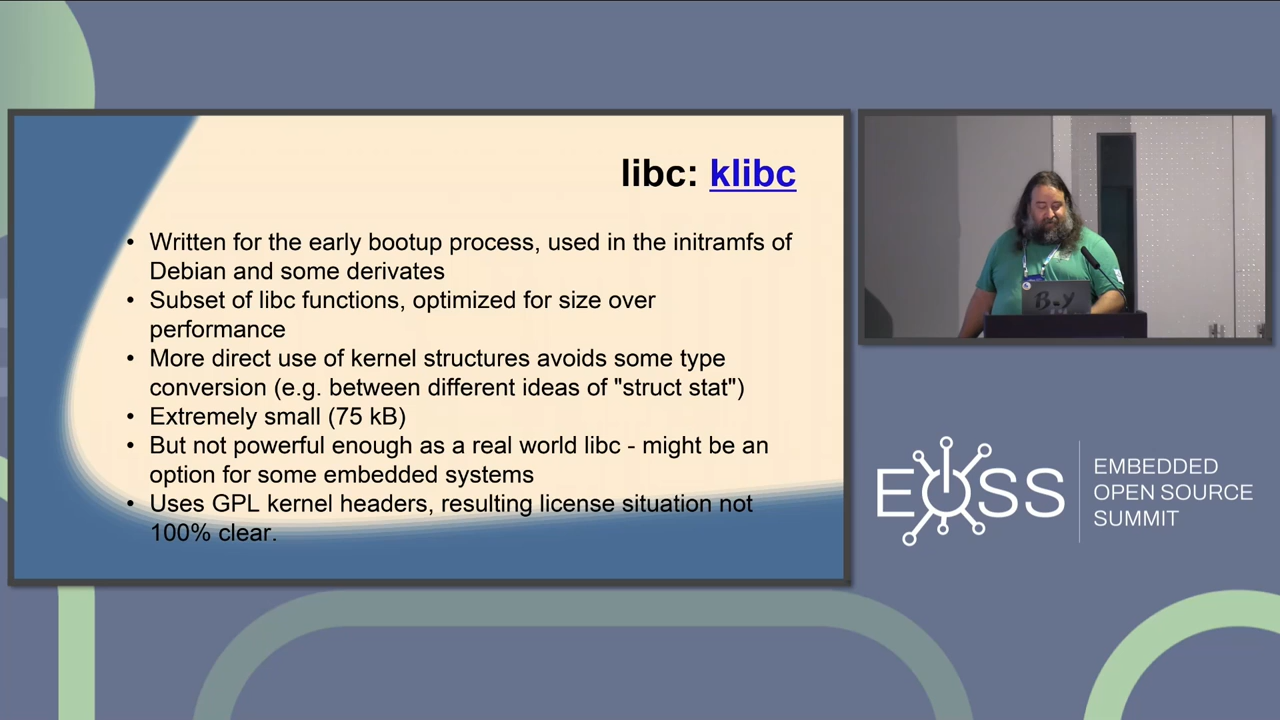 libc: klibc
• Written for the early bootup process, used in the initramfs of
Debian and some derivates
• Subset of libc functions, optimized for size over
performance
• More direct use of kernel structures avoids some type
conversion (e.g. between different ideas of "struct stat")
• Extremely small (75 kB)
• But not powerful enough as a real world libc - might be an
option for some embedded systems
• Uses GPL kernel headers, resulting license situation not
100% clear.
EOSS
EMBEDDED
OPEN SOURCE
SUMMIT